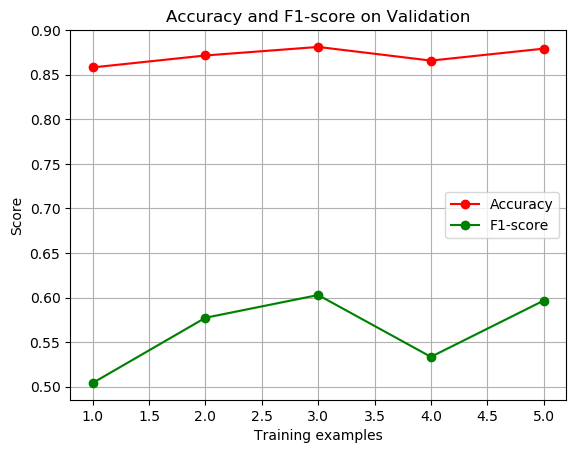 Accuracy and F1-score on Validation
0.90
0.85
0.80
0.75
0.70
0.65
0.60
0.55
0.50
Score
Accuracy
F1-score
1.0 1.5 2.0 2.5 3.0 3.5 4.0 4.5 5.0
Training examples